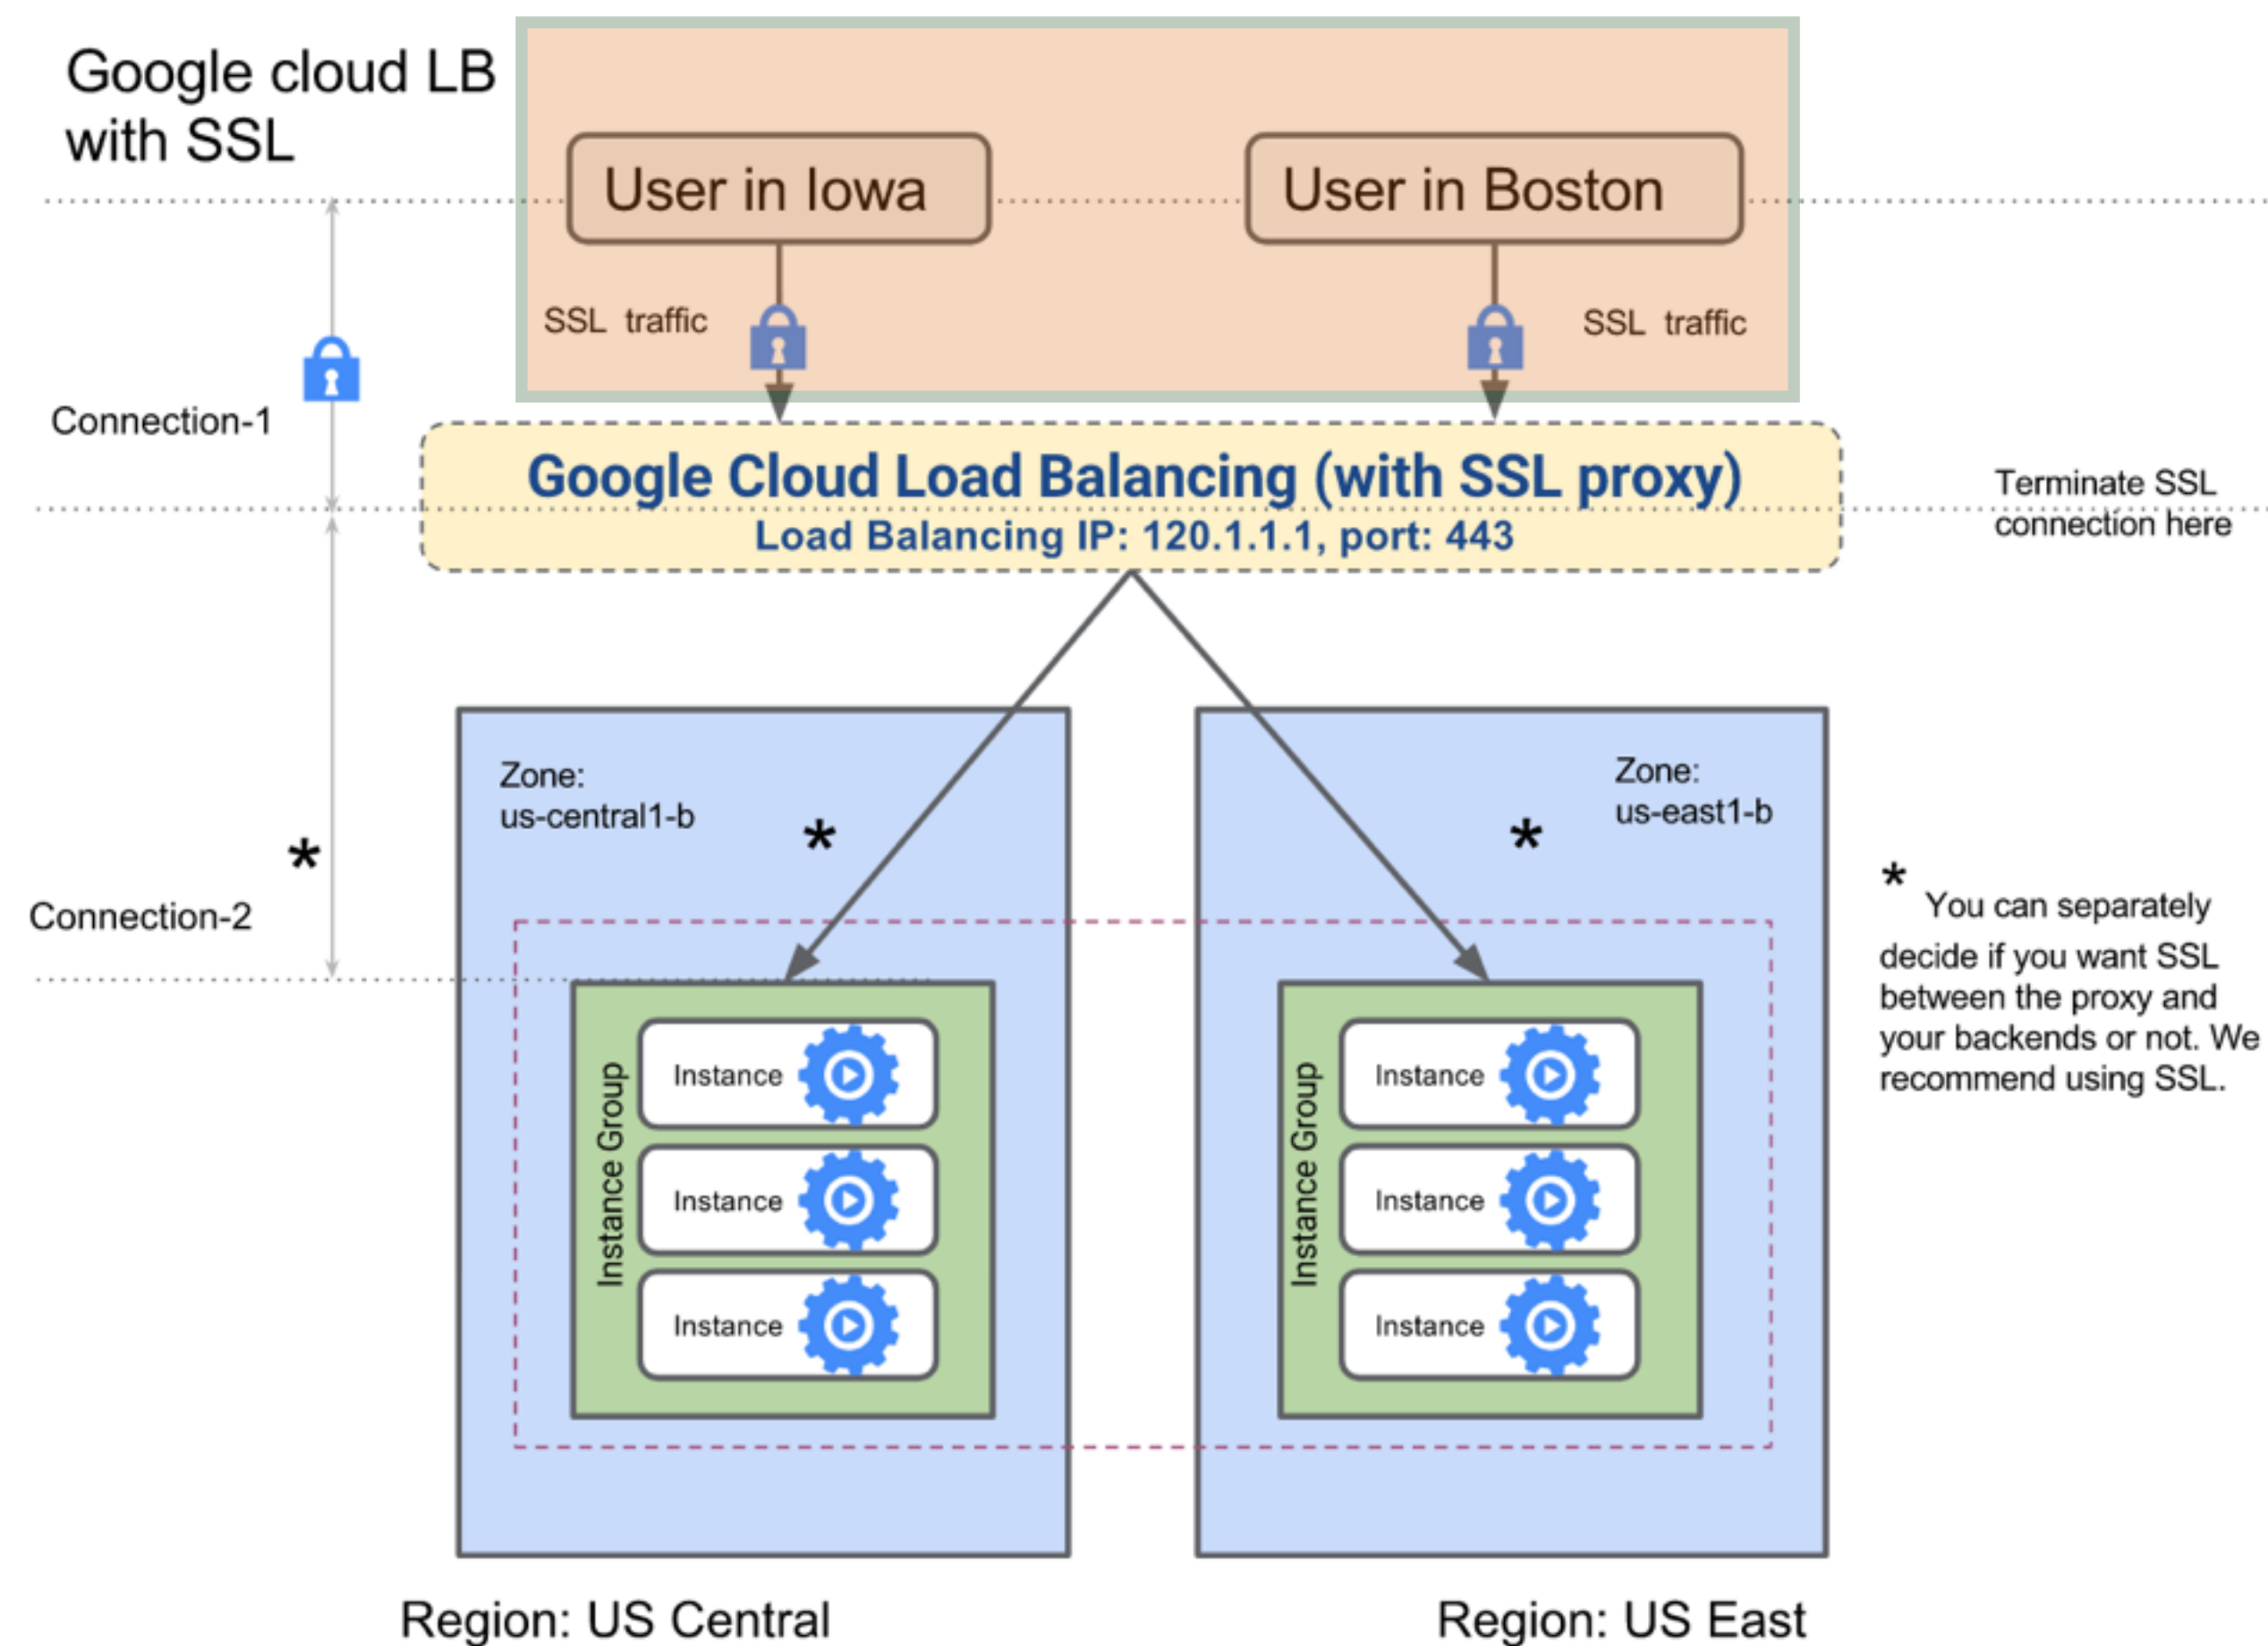 Google cloud LB
with SSL
User in Iowa
User in Boston
SSL traffic
SSL traffic
Connection-1
Google Cloud Load Balancing (with SSL proxy)
Load Balancing IP: 120.1.1.1, port: 443
Terminate SSL
connection here
Zone:
us-central1-b
Zone:
us-east1-b
*
*
*
Connection-2
* You can separately
decide if you want SSL
between the proxy and
your backends or not. We
recommend using SSL.
Instance Group
Instance
Instance
Instance
Instance Group
Instance
Instance
Instance
Region: US Central
Region: US East